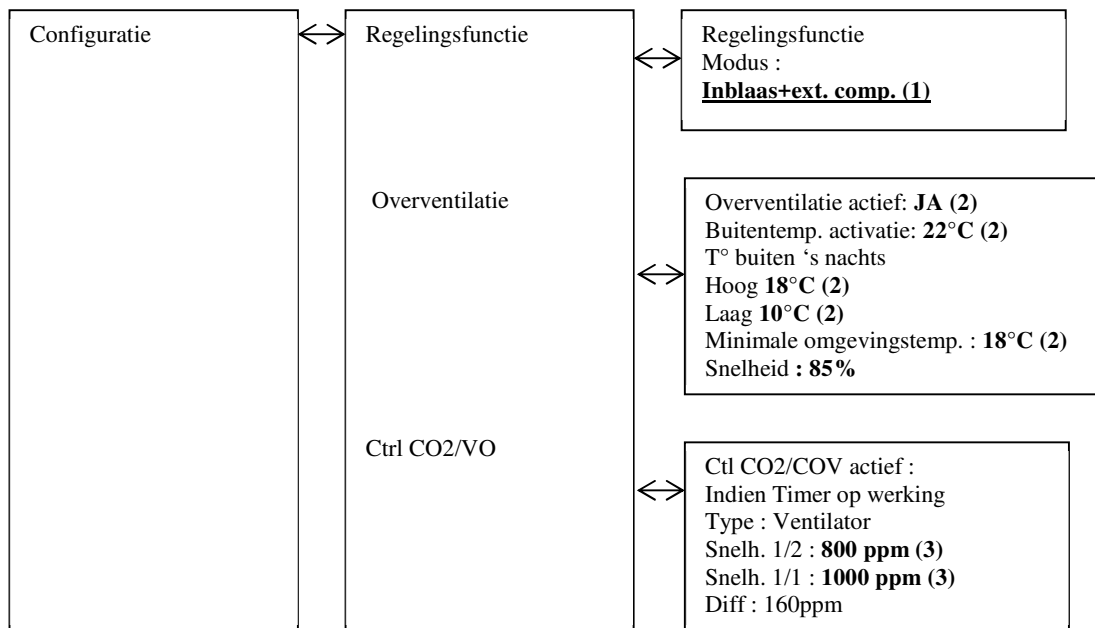 Configuratie
Regelingsfunctie
Regelingsfunctie
Modus :
Inblaas+ext. comp. (1)
Overventilatie
Overventilatie actief: JA (2)
Buitentemp. activatie: 22°C (2)
T° buiten ‘s nachts
Hoog 18°C (2)
Laag 10°C (2)
Minimale omgevingstemp. : 18°C (2)
Snelheid : 85%
Ctrl CO2/VO
Ctl CO2/COV actief :
Indien Timer op werking
Type : Ventilator
Snelh. 1/2 : 800 ppm (3)
Snelh. 1/1 : 1000 ppm (3)
Diff : 160ppm